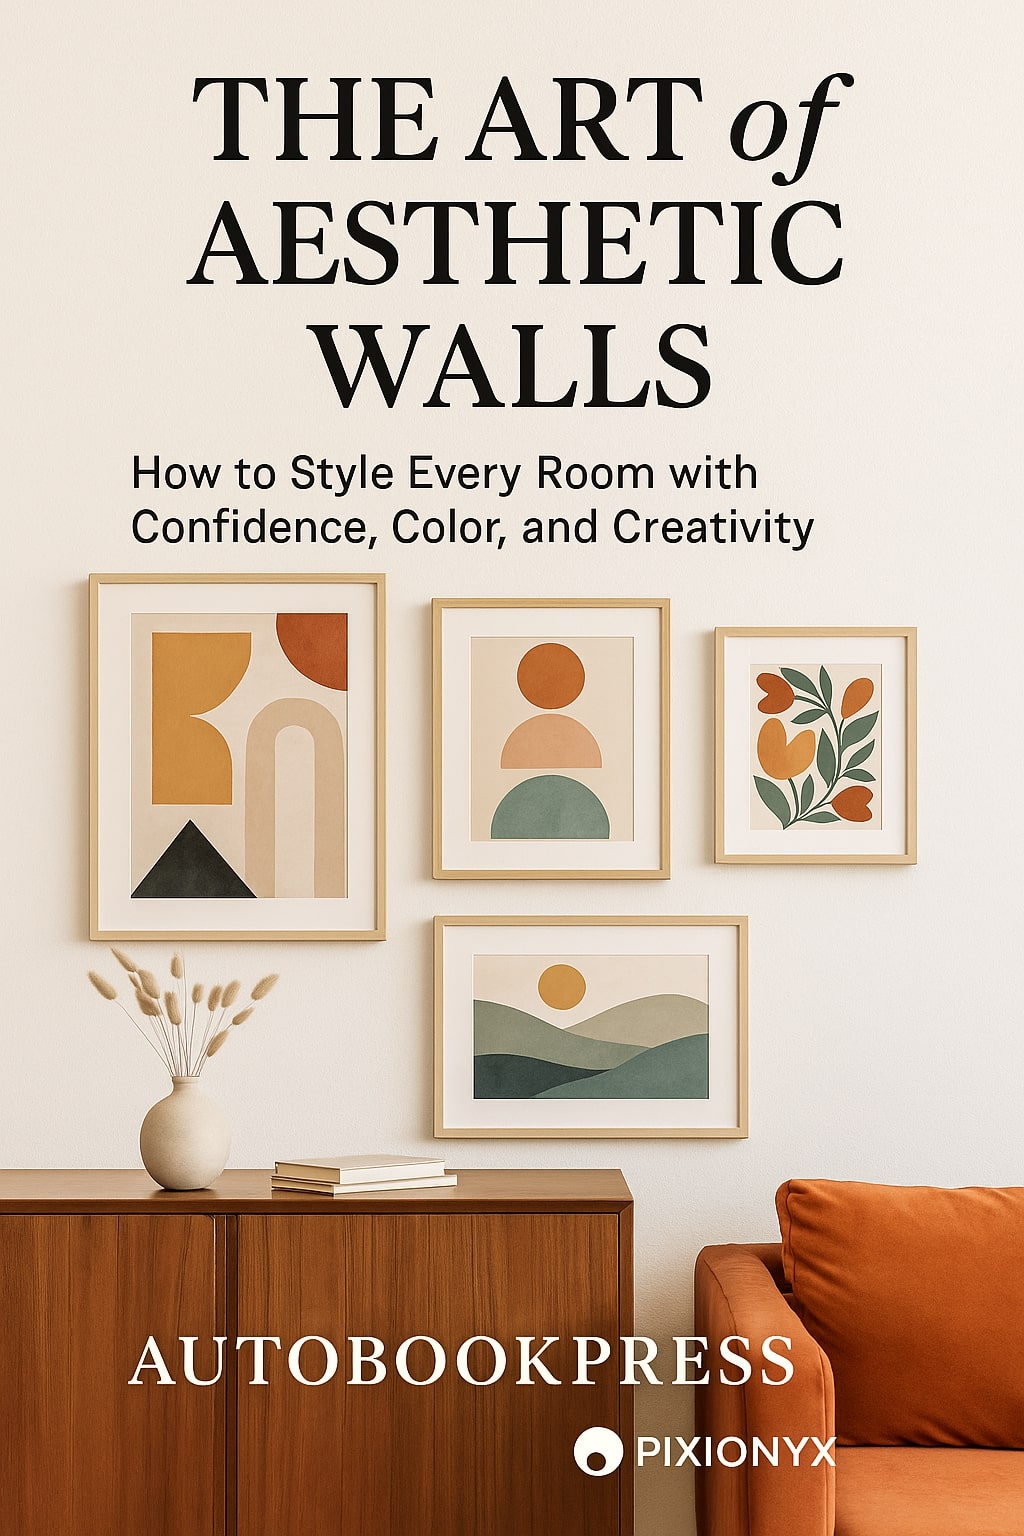 THE ART of
AESTHETIC
WALLS
How to Style Every Room with
Confidence, Color, and Creativity
AUTOBOOKPRESS
PIXIONYX